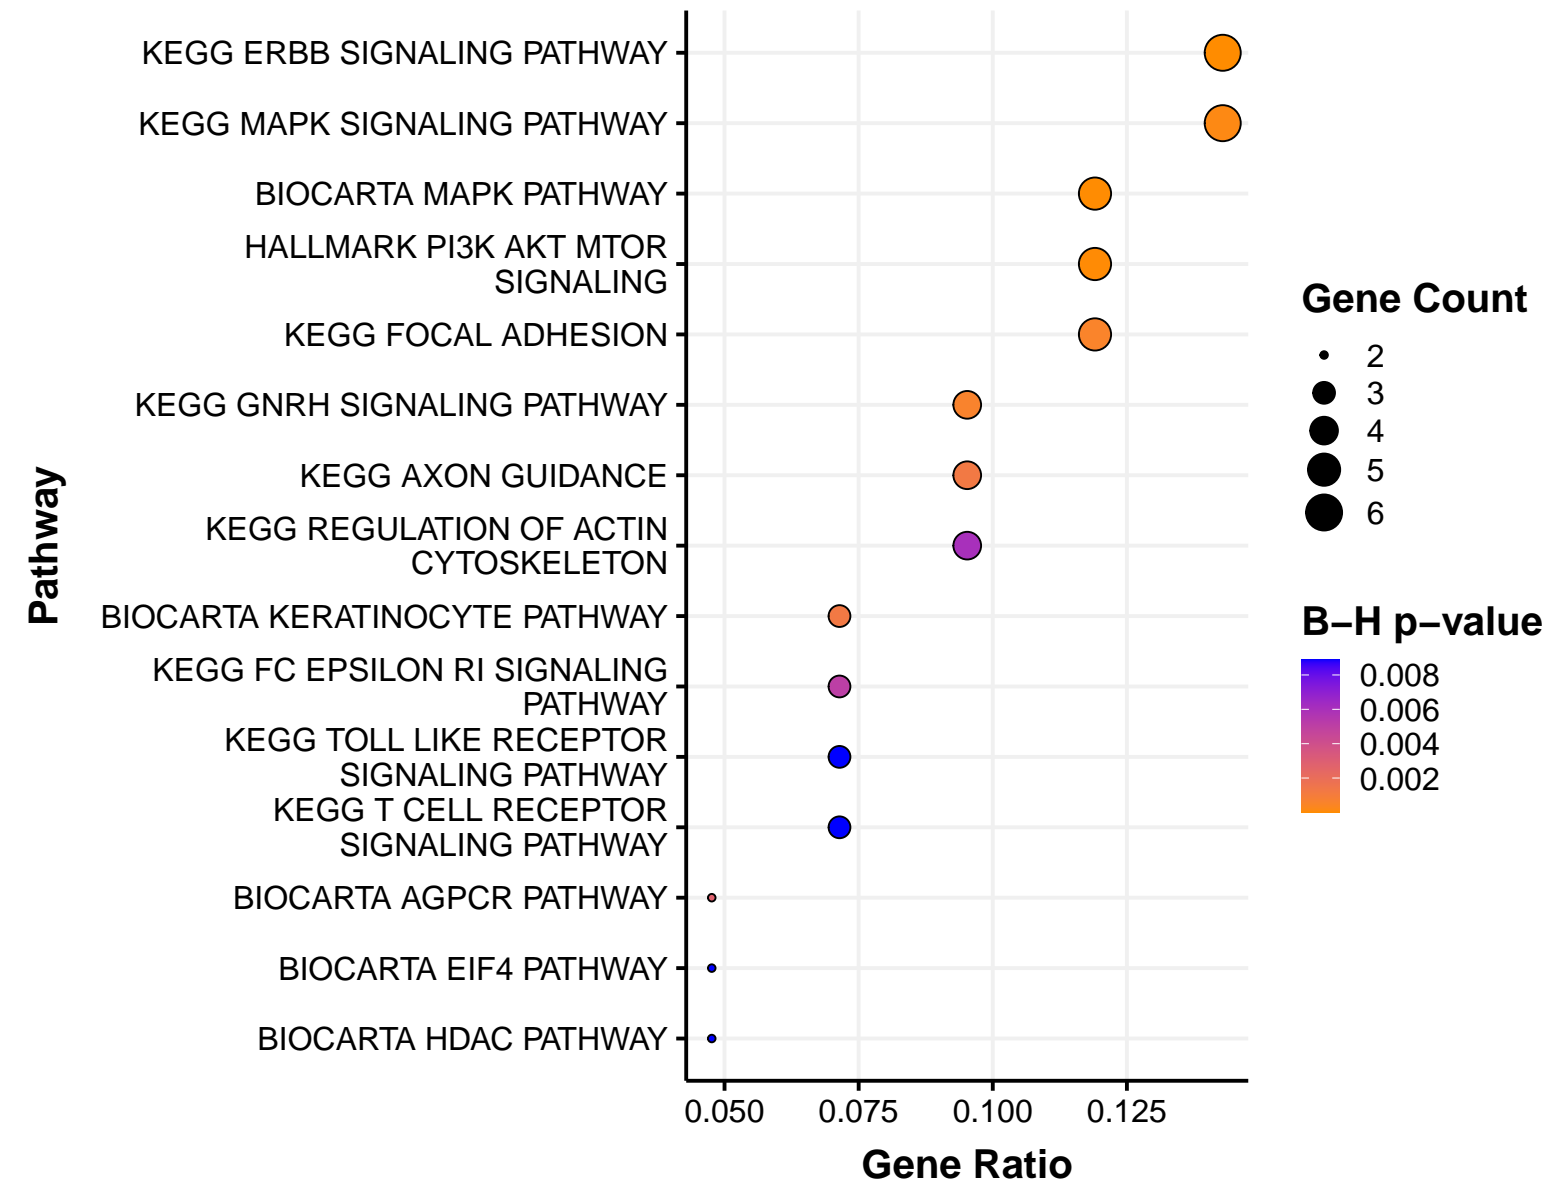 KEGG ERBB SIGNALING PATHWAY
KEGG MAPK SIGNALING PATHWAY
BIOCARTA MAPK PATHWAY
HALLMARK PI3K AKT MTOR
SIGNALING
KEGG FOCAL ADHESION
KEGG GNRH SIGNALING PATHWAY
KEGG AXON GUIDANCE
KEGG REGULATION OF ACTIN
CYTOSKELETON
BIOCARTA KERATINOCYTE PATHWAY
KEGG FC EPSILON RI SIGNALING
PATHWAY
KEGG TOLL LIKE RECEPTOR
SIGNALING PATHWAY
KEGG T CELL RECEPTOR
SIGNALING PATHWAY
BIOCARTA AGPCR PATHWAY
BIOCARTA EIF4 PATHWAY
BIOCARTA HDAC PATHWAY
Pathway
0.050 0.075 0.100 0.125
Gene Ratio
Gene Count
2
3
4
5
6
B−H p−value
0.008
0.006
0.004
0.002